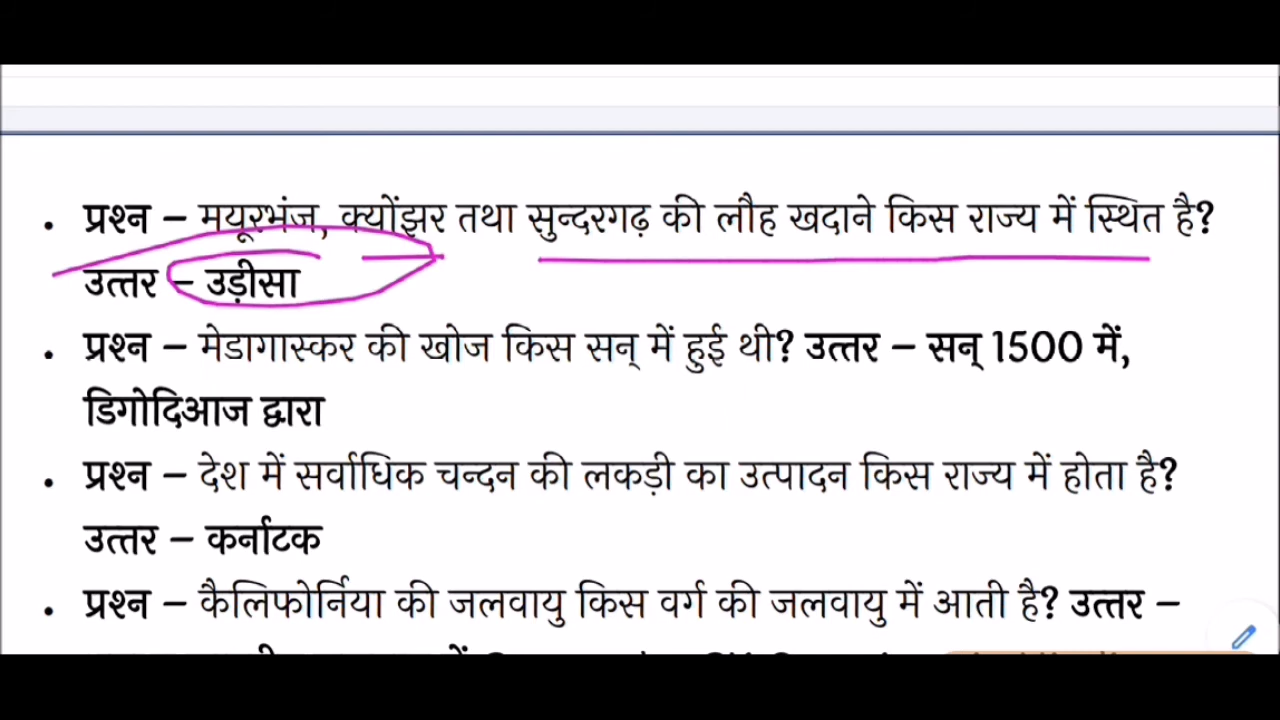 • प्रश्न – मयूरभंज, क्योंझर तथा सुन्दरगढ़ की लौह खदाने किस राज्य में स्थित है?
उत्तर – उड़ीसा
• प्रश्न – मेडागास्कर की खोज किस सन् में हुई थी? उत्तर – सन् 1500 में,
डिगोदिआज द्वारा
• प्रश्न – देश में सर्वाधिक चन्दन की लकड़ी का उत्पादन किस राज्य में होता है?
उत्तर – कर्नाटक
• प्रश्न – कैलिफोर्निया की जलवायु किस वर्ग की जलवायु में आती है? उत्तर –